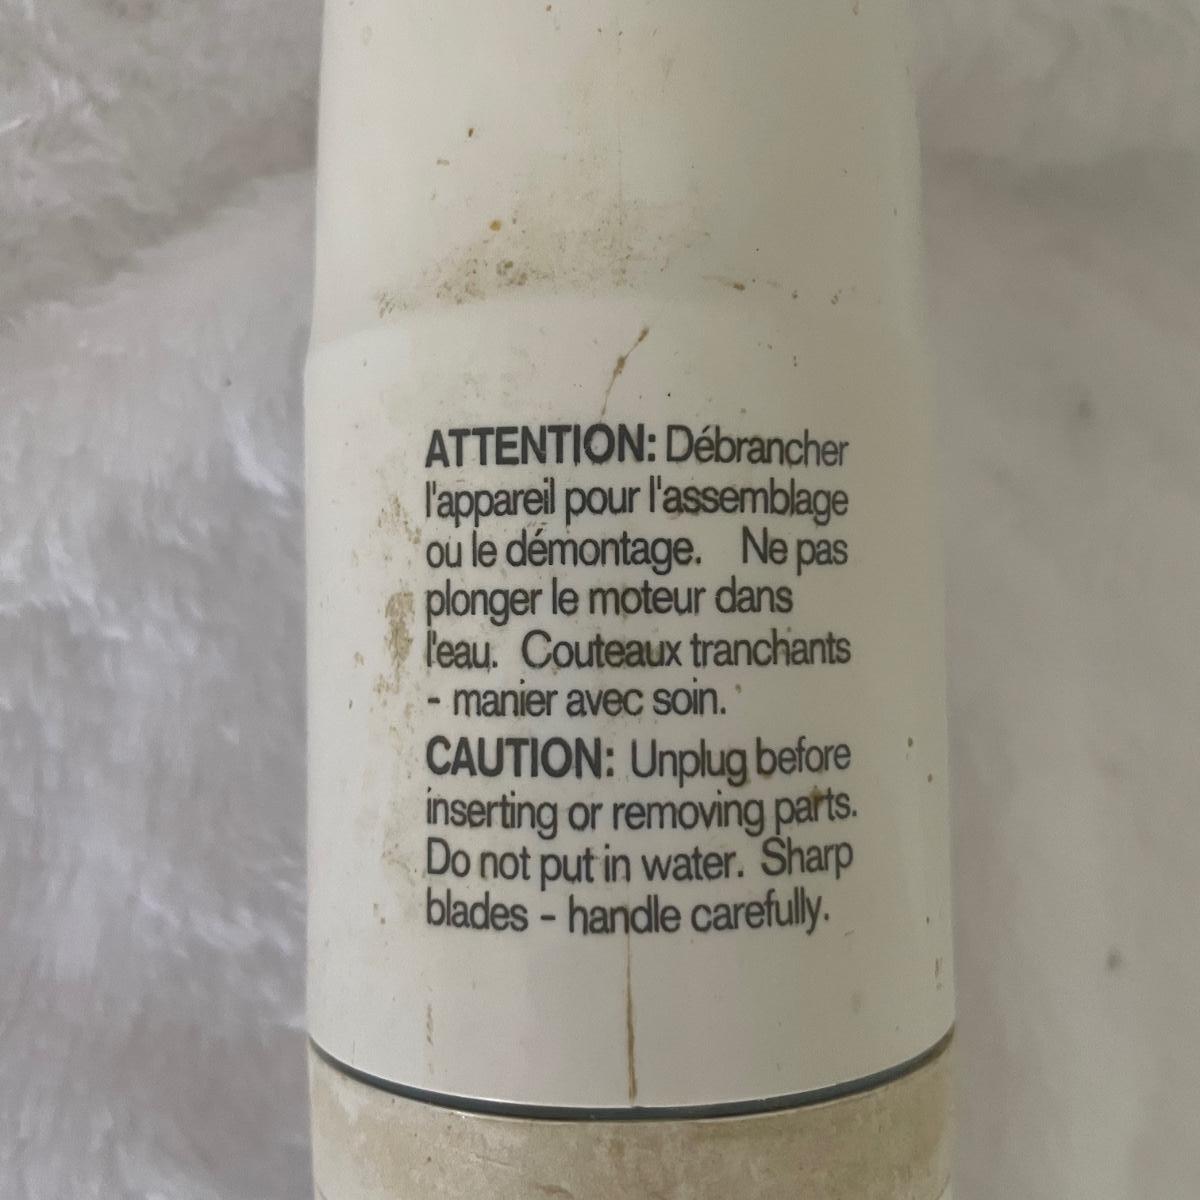 ATTENTION: Débrancher
l'appareil pour l'assemblage
ou le démontage. Ne pas
plonger le moteur dans
l'eau. Couteaux tranchants
- manier avec soin.
CAUTION: Unplug before
inserting or removing parts.
Do not put in water. Sharp
blades - handle carefully.